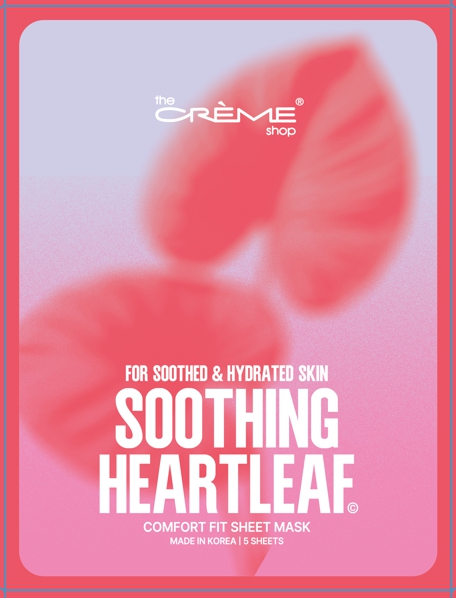 the
CRÈME®
shop
FOR SOOTHED & HYDRATED SKIN
SOOTHING
HEARTLEAF©
COMFORT FIT SHEET MASK
MADE IN KOREA | 5 SHEETS